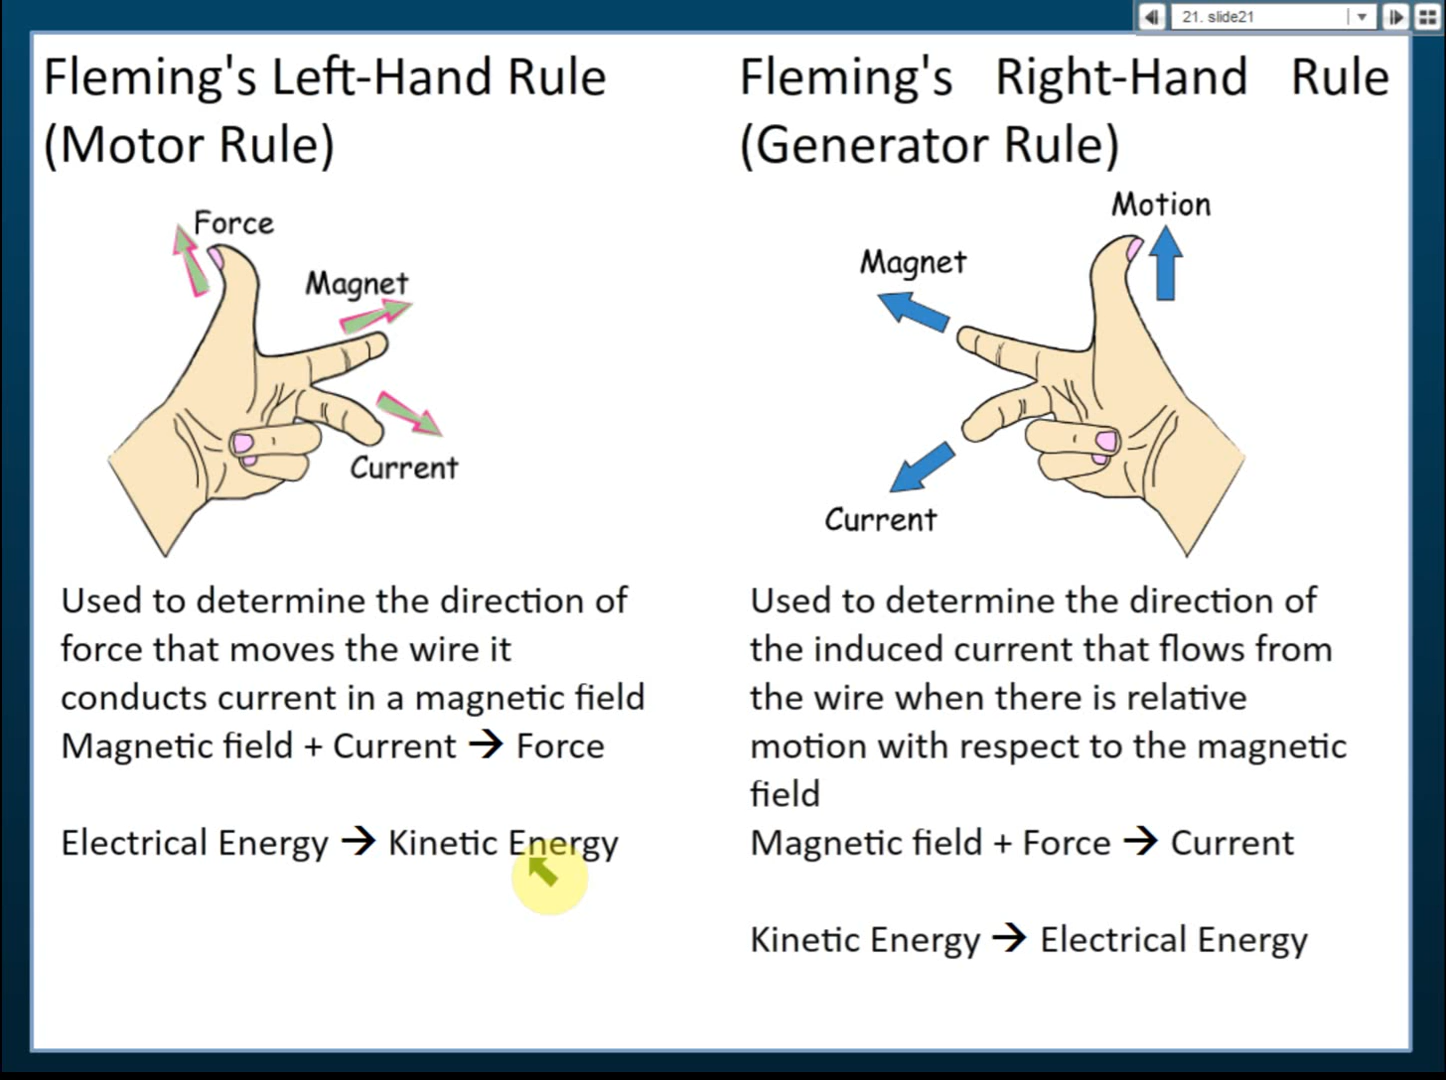 21. slide21
Fleming's Left-Hand Rule
(Motor Rule)
Force
Magnet
Current
Used to determine the direction of
force that moves the wire it
conducts current in a magnetic field
Magnetic field + Current → Force
Electrical Energy → Kinetic Energy
Fleming's Right-Hand Rule
(Generator Rule)
Motion
Magnet
Current
Used to determine the direction of
the induced current that flows from
the wire when there is relative
motion with respect to the magnetic
field
Magnetic field + Force → Current
Kinetic Energy → Electrical Energy